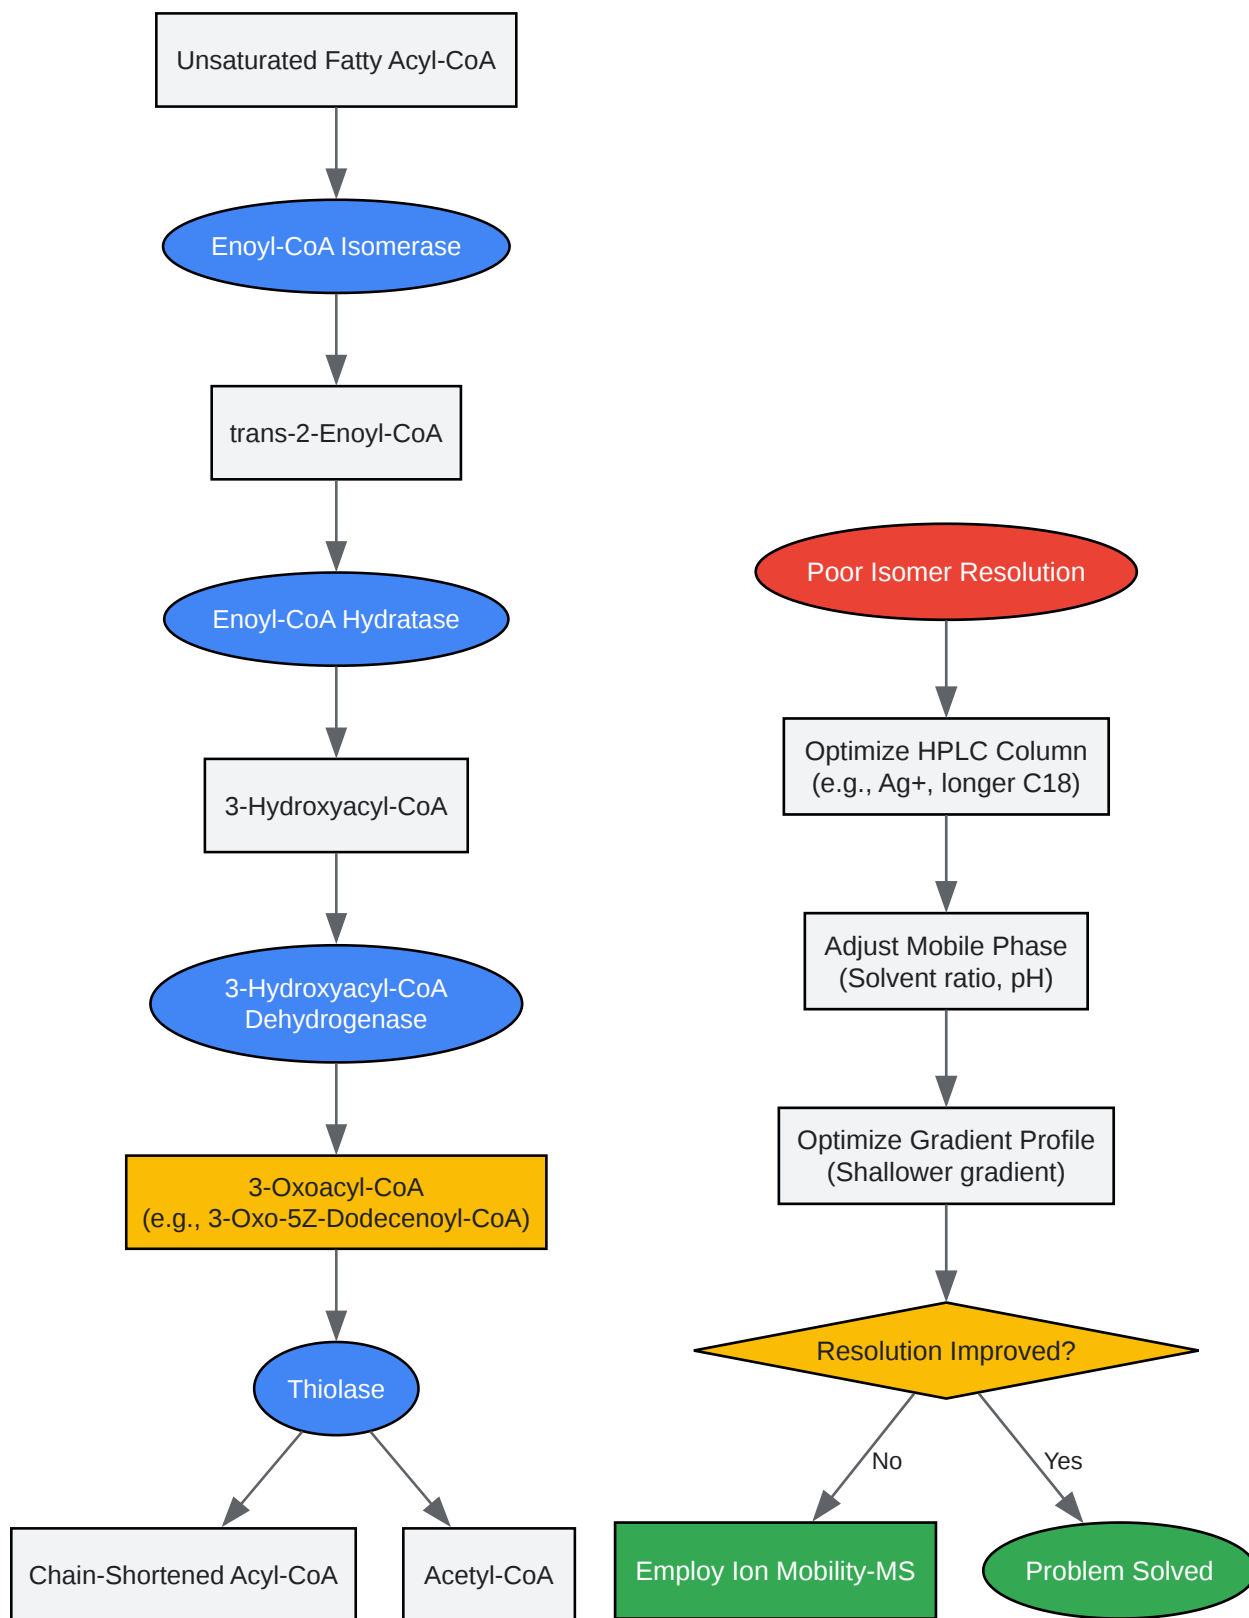 Unsaturated Fatty Acyl-CoA
Enoyl-CoA Isomerase
trans-2-Enoyl-CoA
Enoyl-CoA Hydratase
3-Hydroxyacyl-CoA
3-Hydroxyacyl-CoA
Dehydrogenase
3-Oxoacyl-CoA
(e.g., 3-Oxo-5Z-Dodecenoyl-CoA)
Thiolase
Chain-Shortened Acyl-CoA
Acetyl-CoA
Poor Isomer Resolution
Optimize HPLC Column
(e.g., Ag+, longer C18)
Adjust Mobile Phase
(Solvent ratio, pH)
Optimize Gradient Profile
(Shallower gradient)
Resolution Improved?
No
Yes
Employ Ion Mobility-MS
Problem Solved